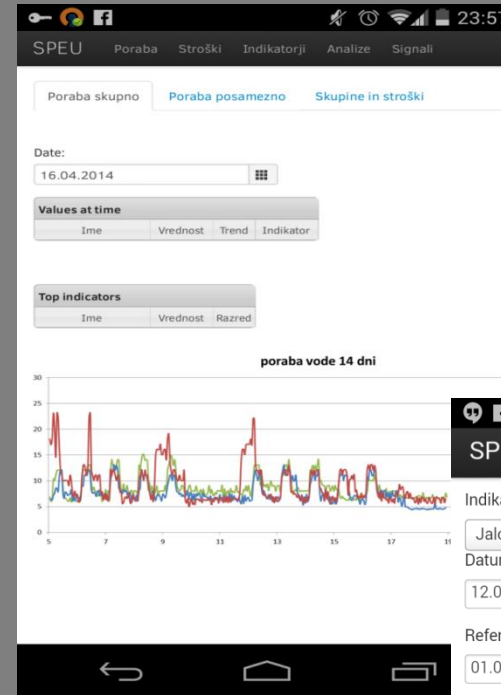 23:57
SPEU Poraba Stroški Indikatorji Analize Signali
Poraba skupno Poraba posamezno Skupine in stroški
Date:
16.04.2014
Values at time
Ime Vrednost Trend Indikator
Top indicators
Ime Vrednost Razred
poraba vode 14 dni
30
25
20
15
10
5
0
5 7 9 11 13 15 17 19
SP
Indika
Jalo
Datur
12.0
Refer
01.0